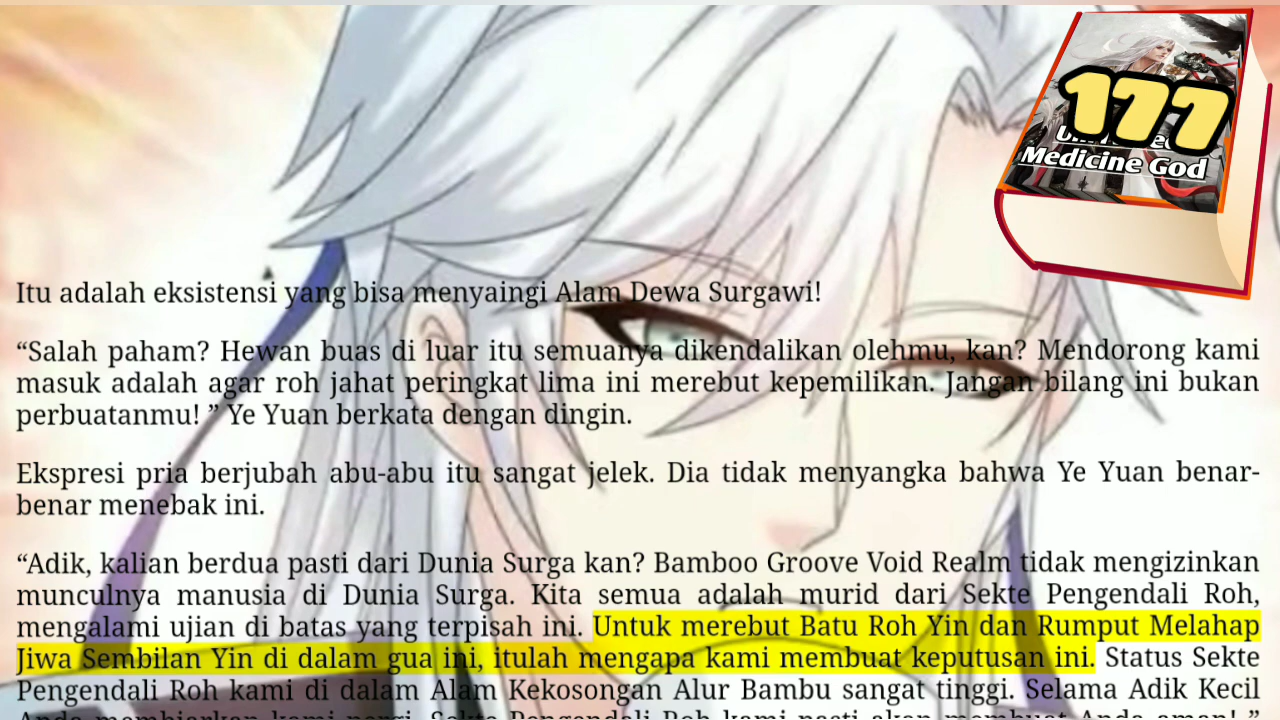 177
Medicine God
Itu adalah eksistensi yang bisa menyaingi Alam Dewa Surgawi!
“Salah paham? Hewan buas di luar itu semuanya dikendalikan olehmu, kan? Mendorong kami
masuk adalah agar roh jahat peringkat lima ini merebut kepemilikan. Jangan bilang ini bukan
perbuatanmu! ” Ye Yuan berkata dengan dingin.
Ekspresi pria berjubah abu-abu itu sangat jelek. Dia tidak menyangka bahwa Ye Yuan benar-
benar menebak ini.
“Adik, kalian berdua pasti dari Dunia Surga kan? Bamboo Groove Void Realm tidak mengizinkan
munculnya manusia di Dunia Surga. Kita semua adalah murid dari Sekte Pengendali Roh,
mengalami ujian di batas yang terpisah ini. Untuk merebut Batu Roh Yin dan Rumput Melahap
Jiwa Sembilan Yin di dalam gua ini, itulah mengapa kami membuat keputusan ini. Status Sekte
Pengendali Roh kami di dalam Alam Kekosongan Alur Bambu sangat tinggi. Selama Adik Kecil